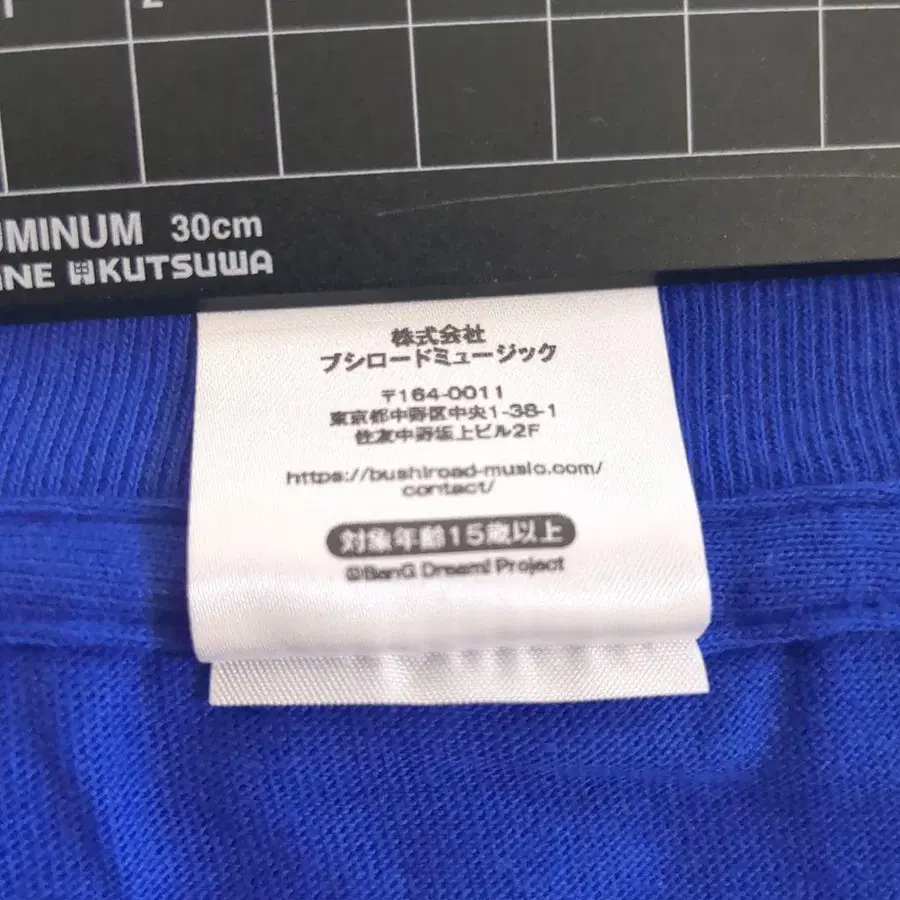 1 2
UMINUM 30cm
INE KUTSUWA
株式会社
ブシロードミュージック
〒164-0011
東京都中野区中央1-38-1
住友中野坂上ビル2F
https://bushiroad-music.com/
contact/
対象年齢15歳以上
©BanG Dream! Project